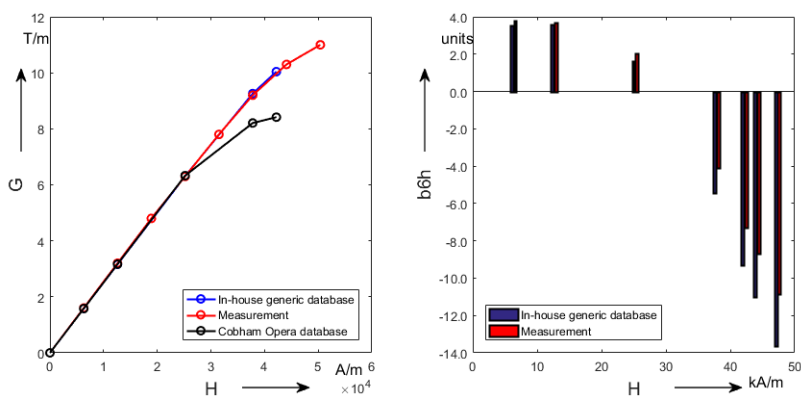 12
T/m
10
8
6
4
2
0
G
In-house generic database
Measurement
Cobham Opera database
0
1
2
3
4
5
6
A/m
×10⁴
H
4.0
units
2.0
0.0
-2.0
-4.0
-6.0
-8.0
-10.0
-12.0
-14.0
b6h
In-house generic database
Measurement
0
10
20
30
40
50
kA/m
H